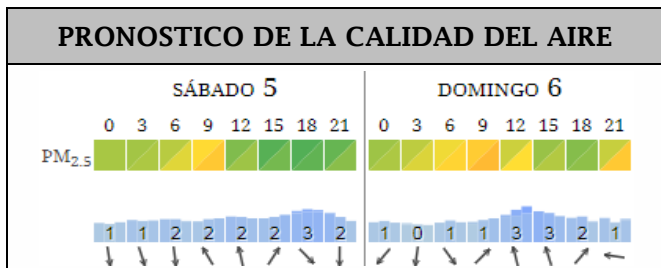 PRONOSTICO DE LA CALIDAD DEL AIRE
SÁBADO 5 DOMINGO 6
0 3 6 9 12 15 18 21 0 3 6 9 12 15 18 21
PM2.5
1 1 2 2 2 2 3 2 1 0 1 1 3 3 2 1